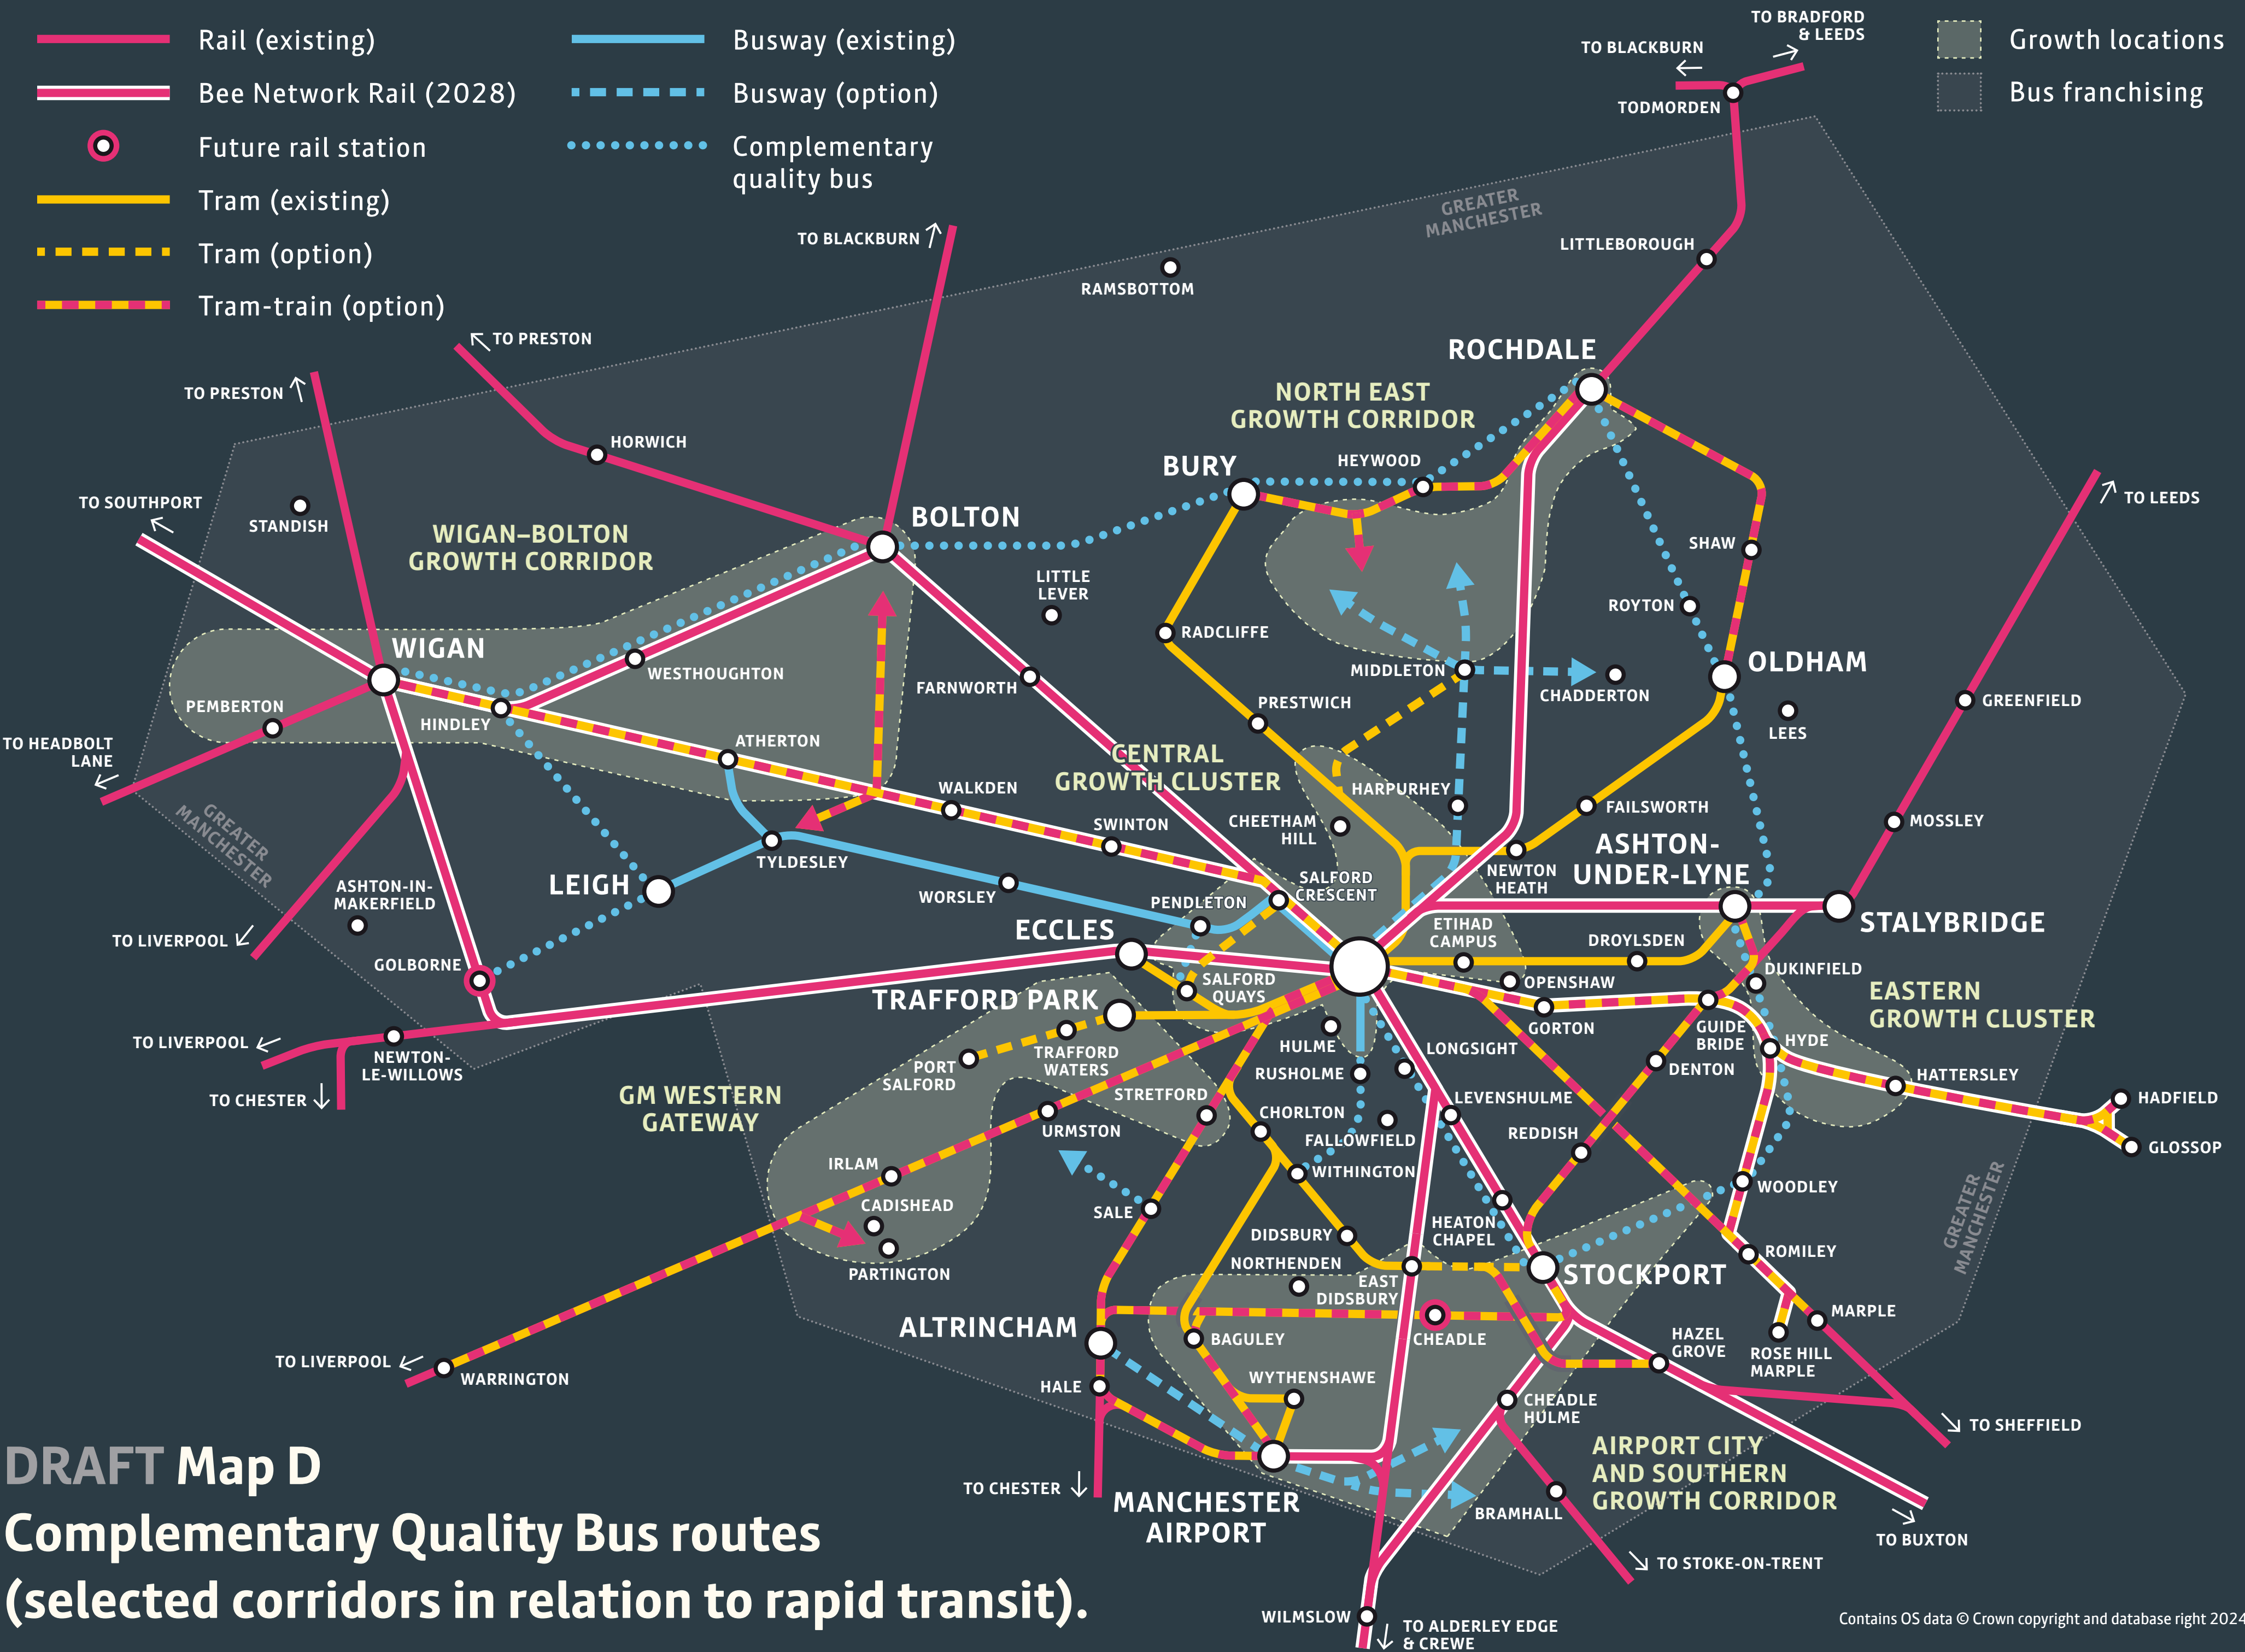 Rail (existing)
Bee Network Rail (2028)
Future rail station
Tram (existing)
Tram (option)
Tram-train (option)
Busway (existing)
Busway (option)
Complementary
quality bus
Growth locations
Bus franchising
TO BRADFORD
& LEEDS
TO BLACKBURN
TODMORDEN
GREATER
MANCHESTER
LITTLEBOROUGH
TO BLACKBURN
RAMSBOTTOM
TO PRESTON
TO PRESTON
ROCHDALE
NORTH EAST
GROWTH CORRIDOR
HORWICH
BURY
HEYWOOD
TO SOUTHPORT
STANDISH
WIGAN–BOLTON
GROWTH CORRIDOR
BOLTON
TO LEEDS
SHAW
LITTLE
LEVER
ROYTON
RADCLIFFE
WIGAN
WESTHOUGHTON
FARNWORTH
MIDDLETON
CHADDERTON
OLDHAM
LEES
GREENFIELD
PEMBERTON
HINDLEY
PRESTWICH
TO HEADBOLT
LANE
ATHERTON
CENTRAL
GROWTH CLUSTER
HARPURHEY
WALKDEN
SWINTON
CHEETHAM
HILL
FAILSWORTH
MOSSLEY
GREATER
MANCHESTER
TYLDESLEY
NEWTON
HEATH
ASHTON-
UNDER-LYNE
ASHTON-IN-
MAKERFIELD
LEIGH
WORSLEY
PENDLETON
SALFORD
CRESCENT
STALYBRIDGE
TO LIVERPOOL
ECCLES
ETIHAD
CAMPUS
DROYLSDEN
GOLBORNE
SALFORD
QUAYS
OPENSHAW
DUKINFIELD
EASTERN
GROWTH CLUSTER
TRAFFORD PARK
GORTON
GUIDE
BRIDGE
HYDE
TO LIVERPOOL
NEWTON-
LE-WILLOWS
TO CHESTER
PORT
SALFORD
TRAFFORD
WATERS
HULME
LONGSIGHT
RUSHOLME
DENTON
HATTERSLEY
HADFIELD
GLOSSOP
GM WESTERN
GATEWAY
STRETFORD
LEVENSHULME
URMSTON
CHORLTON
FALLOWFIELD
REDDISH
IRLAM
WITHINGTON
WOODLEY
GREATER
MANCHESTER
CADISHEAD
SALE
HEATON
CHAPEL
DIDSBURY
PARTINGTON
NORTHENDEN
EAST
DIDSBURY
STOCKPORT
ROMILEY
ALTRINCHAM
BAGULEY
CHEADLE
MARPLE
HAZEL
GROVE
ROSE HILL
MARPLE
TO LIVERPOOL
WARRINGTON
HALE
WYTHENSHAWE
CHEADLE
HULME
TO SHEFFIELD
AIRPORT CITY
AND SOUTHERN
GROWTH CORRIDOR
TO CHESTER
MANCHESTER
AIRPORT
BRAMHALL
TO BUXTON
TO STOKE-ON-TRENT
WILMSLOW
TO ALDERLEY EDGE
& CREWE
DRAFT Map D
Complementary Quality Bus routes
(selected corridors in relation to rapid transit).
Contains OS data © Crown copyright and database right 2024